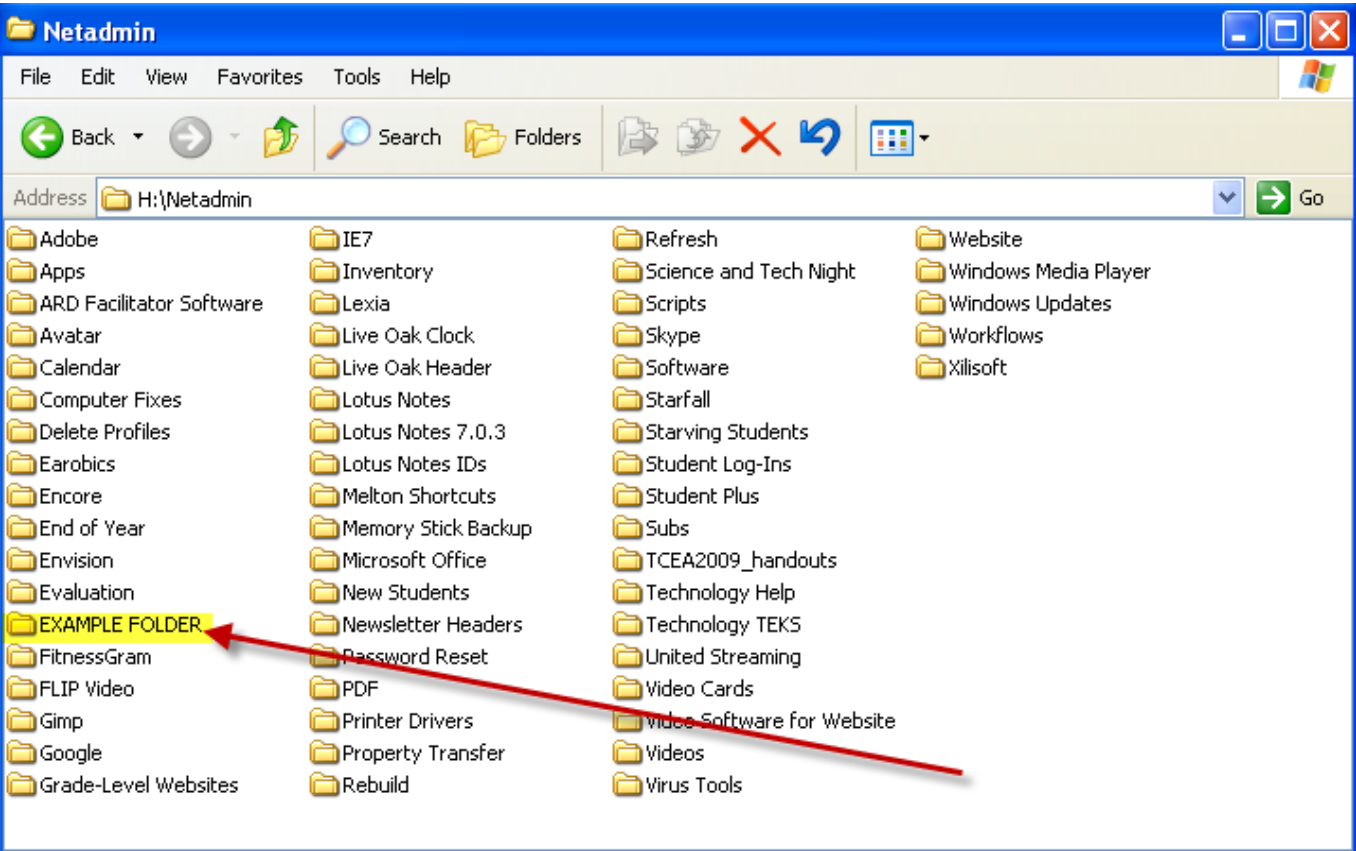 Netadmin
File Edit View Favorites Tools Help
Back Search Folders
Address H:\Netadmin Go
Adobe
Apps
ARD Facilitator Software
Avatar
Calendar
Computer Fixes
Delete Profiles
Earobics
Encore
End of Year
Envision
Evaluation
EXAMPLE FOLDER
FitnessGram
FLIP Video
Gimp
Google
Grade-Level Websites
IE7
Inventory
Lexia
Live Oak Clock
Live Oak Header
Lotus Notes
Lotus Notes 7.0.3
Lotus Notes IDs
Melton Shortcuts
Memory Stick Backup
Microsoft Office
New Students
Newsletter Headers
Password Reset
PDF
Printer Drivers
Property Transfer
Rebuild
Refresh
Science and Tech Night
Scripts
Skype
Software
Starfall
Starving Students
Student Log-Ins
Student Plus
Subs
TCEA2009_handouts
Technology Help
Technology TEKS
United Streaming
Video Cards
Video Software for Website
Videos
Virus Tools
Website
Windows Media Player
Windows Updates
Workflows
Xilisoft